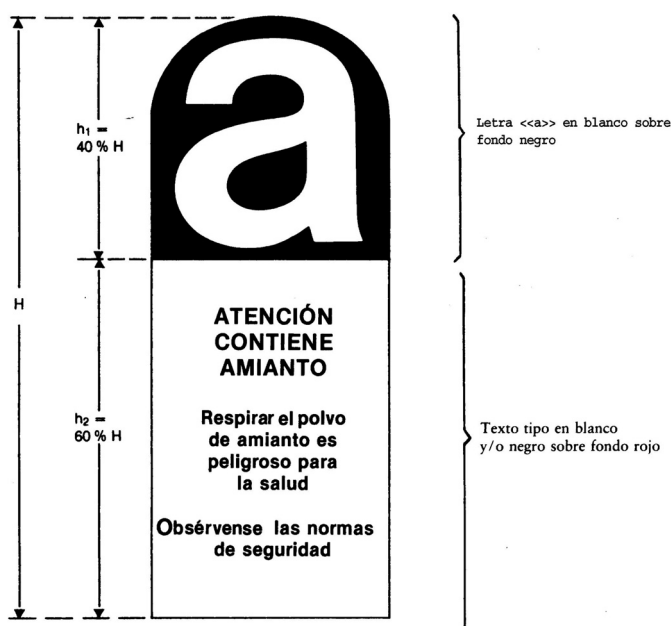 a
h₁ =
40 % H
Letra <<a>> en blanco sobre
fondo negro
H
ATENCIÓN
CONTIENE
AMIANTO
Respirar el polvo
de amianto es
peligroso para
la salud
Obsérvense las normas
de seguridad
h₂ =
60 % H
Texto tipo en blanco
y/o negro sobre fondo rojo